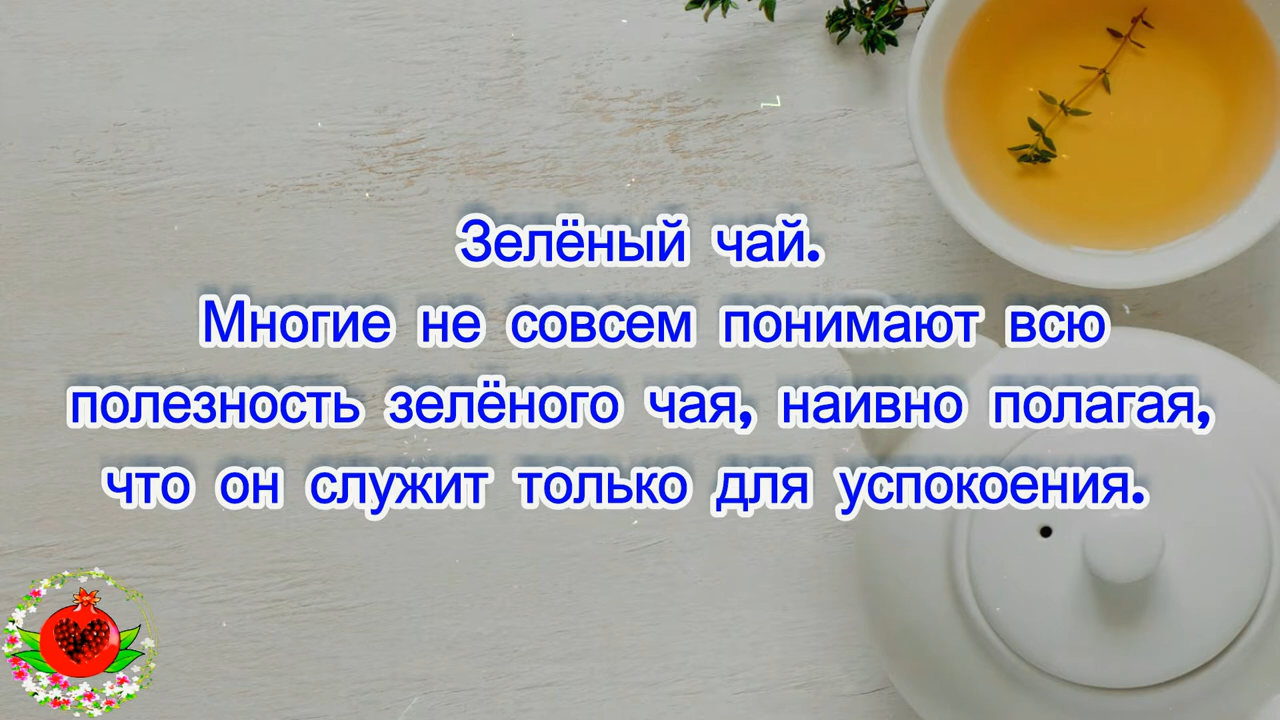 Зелёный чай.
Многие не совсем понимают всю
полезность зелёного чая, наивно полагая,
что он служит только для успокоения.